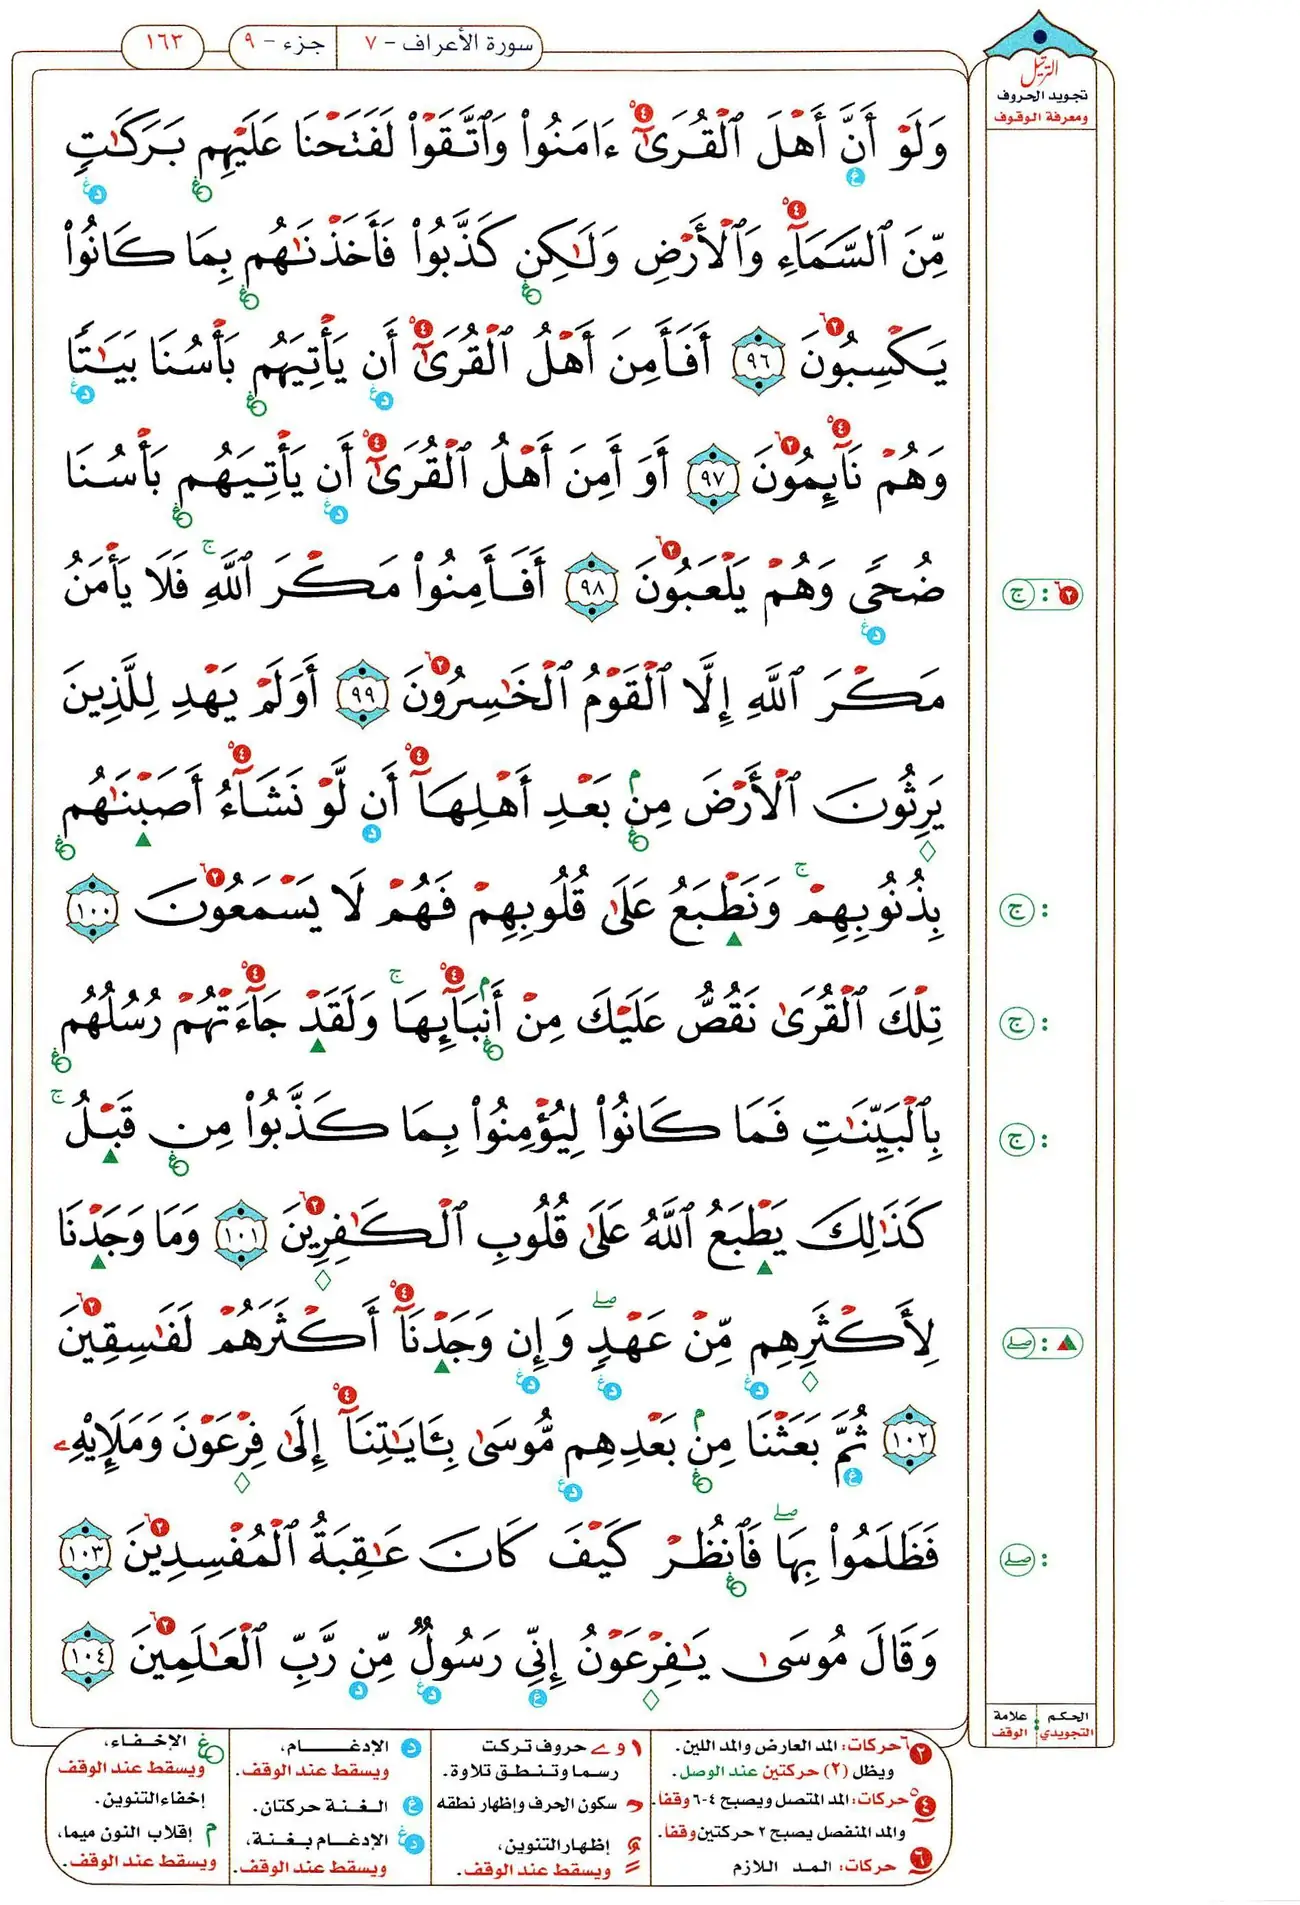 سورة الأعراف - ٧
جزء - ٩
١٦٣
الترتيل
تجويد الحروف
ومعرفة الوقوف
وَلَوْ أَنَّ أَهْلَ ٱلْقُرَىٰٓ ءَامَنُوا۟ وَٱتَّقَوْا۟ لَفَتَحْنَا عَلَيْهِم بَرَكَٰتٍ
مِّنَ ٱلسَّمَآءِ وَٱلْأَرْضِ وَلَٰكِن كَذَّبُوا۟ فَأَخَذْنَٰهُم بِمَا كَانُوا۟
يَكْسِبُونَ ٩٦ أَفَأَمِنَ أَهْلُ ٱلْقُرَىٰٓ أَن يَأْتِيَهُم بَأْسُنَا بَيَٰتًا
وَهُمْ نَآئِمُونَ ٩٧ أَوَ أَمِنَ أَهْلُ ٱلْقُرَىٰٓ أَن يَأْتِيَهُم بَأْسُنَا
ضُحًى وَهُمْ يَلْعَبُونَ ٩٨ أَفَأَمِنُوا۟ مَكْرَ ٱللَّهِ ۚ فَلَا يَأْمَنُ
مَكْرَ ٱللَّهِ إِلَّا ٱلْقَوْمُ ٱلْخَٰسِرُونَ ٩٩ أَوَلَمْ يَهْدِ لِلَّذِينَ
يَرِثُونَ ٱلْأَرْضَ مِنۢ بَعْدِ أَهْلِهَآ أَن لَّوْ نَشَآءُ أَصَبْنَٰهُم
بِذُنُوبِهِمْ ۚ وَنَطْبَعُ عَلَىٰ قُلُوبِهِمْ فَهُمْ لَا يَسْمَعُونَ ١٠٠
تِلْكَ ٱلْقُرَىٰ نَقُصُّ عَلَيْكَ مِنْ أَنۢبَآئِهَا ۚ وَلَقَدْ جَآءَتْهُمْ رُسُلُهُم
بِٱلْبَيِّنَٰتِ فَمَا كَانُوا۟ لِيُؤْمِنُوا۟ بِمَا كَذَّبُوا۟ مِن قَبْلُ ۚ
كَذَٰلِكَ يَطْبَعُ ٱللَّهُ عَلَىٰ قُلُوبِ ٱلْكَٰفِرِينَ ١٠١ وَمَا وَجَدْنَا
لِأَكْثَرِهِم مِّنْ عَهْدٍ ۖ وَإِن وَجَدْنَآ أَكْثَرَهُمْ لَفَٰسِقِينَ
١٠٢ ثُمَّ بَعَثْنَا مِنۢ بَعْدِهِم مُّوسَىٰ بِـَٔايَٰتِنَآ إِلَىٰ فِرْعَوْنَ وَمَلَإِيْهِۦ
فَظَلَمُوا۟ بِهَا ۖ فَٱنظُرْ كَيْفَ كَانَ عَٰقِبَةُ ٱلْمُفْسِدِينَ ١٠٣
وَقَالَ مُوسَىٰ يَٰفِرْعَوْنُ إِنِّى رَسُولٌ مِّن رَّبِّ ٱلْعَٰلَمِينَ ١٠٤
٢ ٦ : ج
: ج
: ج
: ج
: صلے
: صلے
الحكم التجويدي : علامة الوقف
٢ ٦ حركات: المد العارض والمد اللين.
ويظل (٢) حركتين عند الوصل.
٤ ٥ حركات: المد المتصل ويصبح ٤-٦ وقفاً.
والمد المنفصل يصبح ٢ حركتين وقفاً.
٦ حركات: المد اللازم
ا و ے حروف تركت
رسما وتنطق تلاوة.
سكون الحرف وإظهار نطقه
إظهار التنوين،
ويسقط عند الوقف.
د الإدغام،
ويسقط عند الوقف.
غ الغنة حركتان.
دغ الإدغام بغنة،
ويسقط عند الوقف.
الإخفاء،
ويسقط عند الوقف
إخفاء التنوين.
م إقلاب النون ميما،
ويسقط عند الوقف.